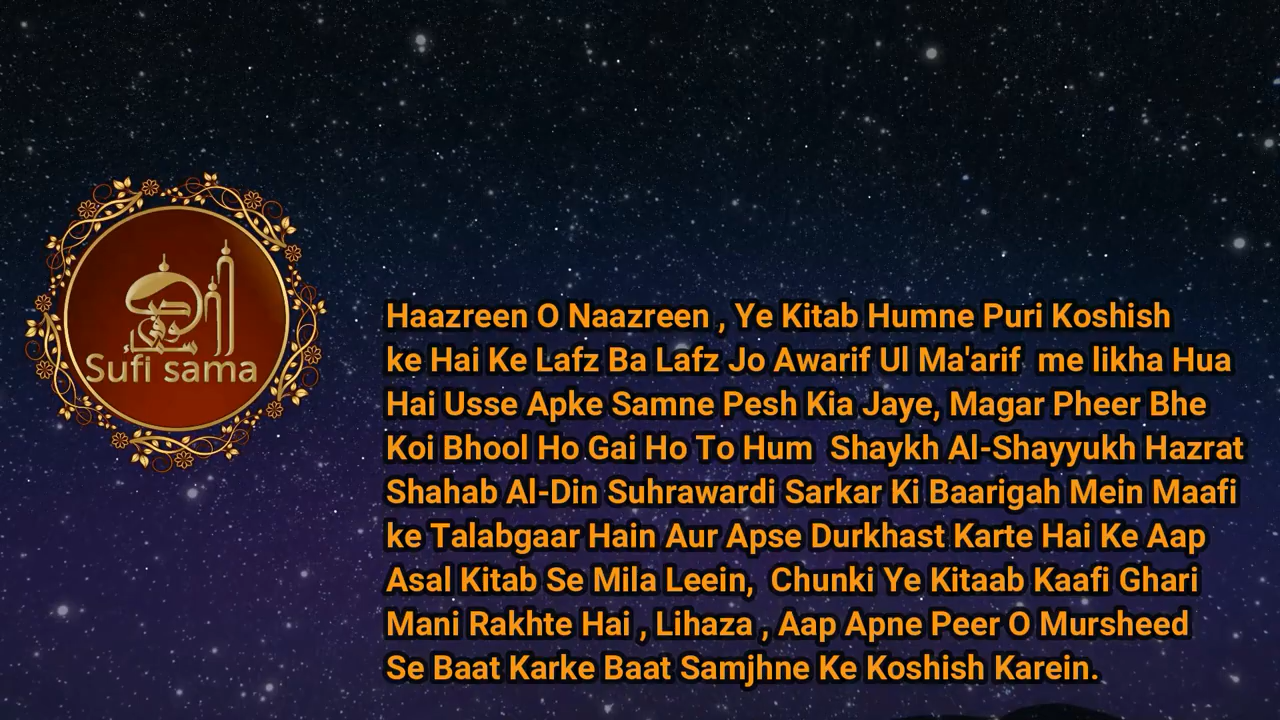 صوفی
سماء
Sufi sama
Haazreen O Naazreen , Ye Kitab Humne Puri Koshish
ke Hai Ke Lafz Ba Lafz Jo Awarif Ul Ma'arif  me likha Hua
Hai Usse Apke Samne Pesh Kia Jaye, Magar Pheer Bhe
Koi Bhool Ho Gai Ho To Hum  Shaykh Al-Shayyukh Hazrat
Shahab Al-Din Suhrawardi Sarkar Ki Baarigah Mein Maafi
ke Talabgaar Hain Aur Apse Durkhast Karte Hai Ke Aap
Asal Kitab Se Mila Leein,  Chunki Ye Kitaab Kaafi Ghari
Mani Rakhte Hai , Lihaza , Aap Apne Peer O Mursheed
Se Baat Karke Baat Samjhne Ke Koshish Karein.